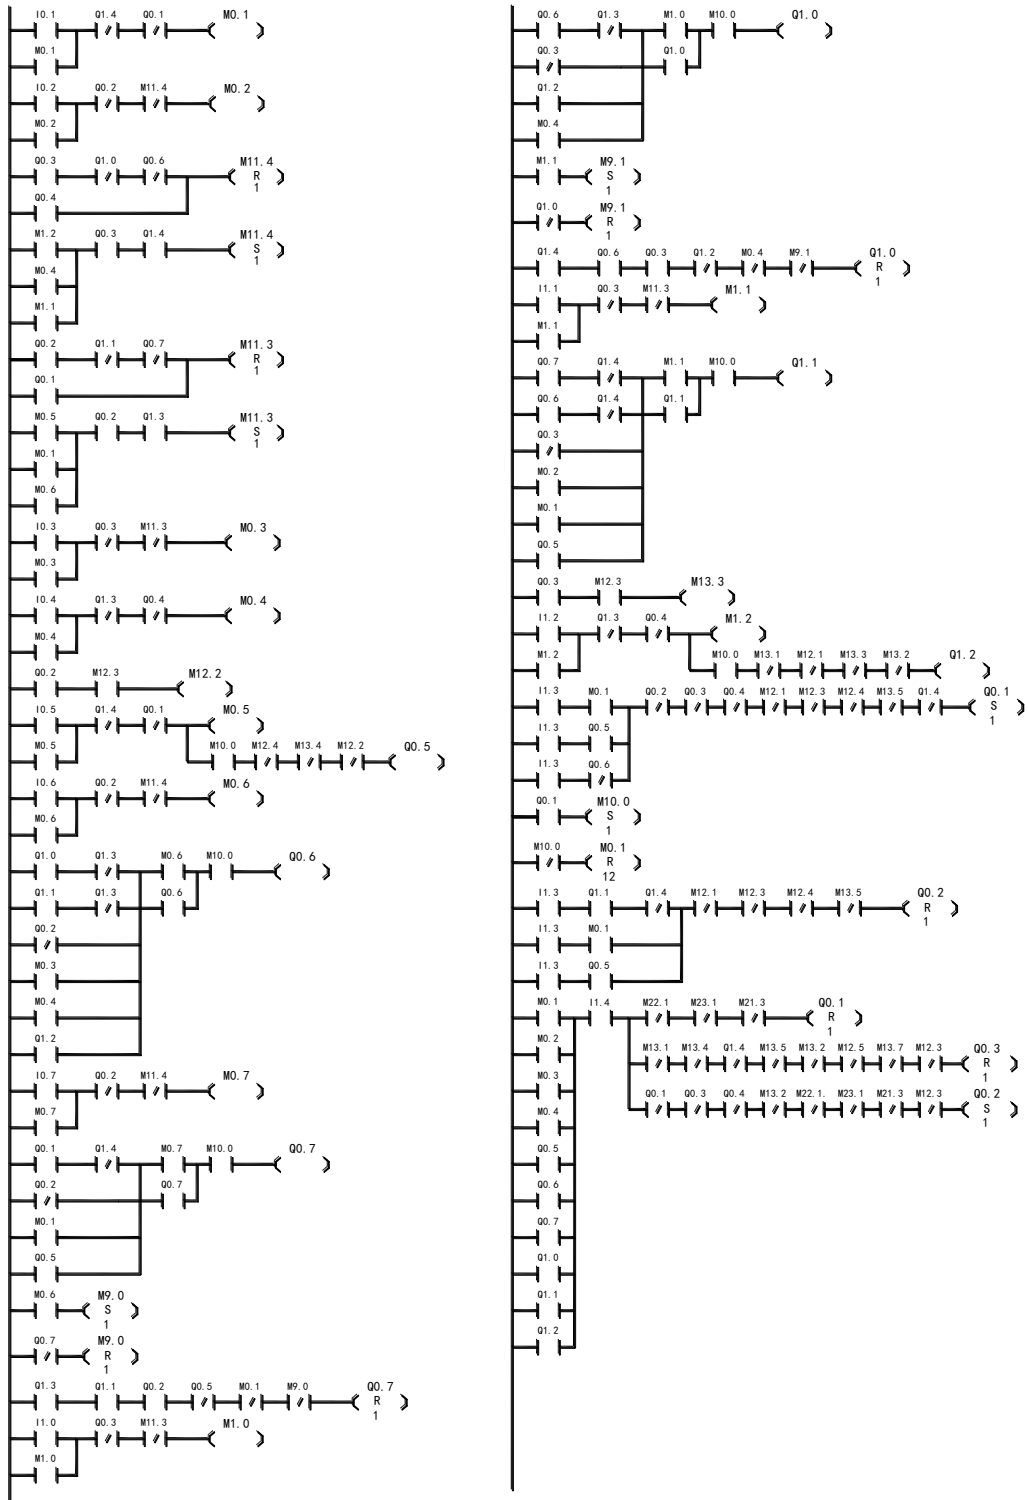 I0.1 Q1.4 Q0.1 M0.1
M0.1
I0.2 Q0.2 M11.4 M0.2
M0.2
Q0.3 Q1.0 Q0.6 M11.4
R
Q0.4 1
M1.2 Q0.3 Q1.4 M11.4
S
M0.4 1
M1.1
Q0.2 Q1.1 Q0.7 M11.3
R
Q0.1 1
M0.5 Q0.2 Q1.3 M11.3
S
M0.1 1
M0.6
I0.3 Q0.3 M11.3 M0.3
M0.3
I0.4 Q1.3 Q0.4 M0.4
M0.4
Q0.2 M12.3 M12.2
I0.5 Q1.4 Q0.1 M0.5
M0.5 M10.0 M12.4 M13.4 M12.2 Q0.5
I0.6 Q0.2 M11.4 M0.6
M0.6
Q1.0 Q1.3 M0.6 M10.0 Q0.6
Q1.1 Q1.3 Q0.6
Q0.2
M0.3
M0.4
Q1.2
I0.7 Q0.2 M11.4 M0.7
M0.7
Q0.1 Q1.4 M0.7 M10.0 Q0.7
Q0.2 Q0.7
M0.1
Q0.5
M0.6 M9.0
S
1
Q0.7 M9.0
R
1
Q1.3 Q1.1 Q0.2 Q0.5 M0.1 M9.0 Q0.7
R
1
I1.0 Q0.3 M11.3 M1.0
M1.0
Q0.6 Q1.3 M1.0 M10.0 Q1.0
Q0.3 Q1.0
Q1.2
M0.4
M1.1 M9.1
S
1
Q1.0 M9.1
R
1
Q1.4 Q0.6 Q0.3 Q1.2 M0.4 M9.1 Q1.0
R
1
I1.1 Q0.3 M11.3 M1.1
M1.1
Q0.7 Q1.4 M1.1 M10.0 Q1.1
Q0.6 Q1.4 Q1.1
Q0.3
M0.2
M0.1
Q0.5
Q0.3 M12.3 M13.3
I1.2 Q1.3 Q0.4 M1.2
M1.2 M10.0 M13.1 M12.1 M13.3 M13.2 Q1.2
I1.3 M0.1 Q0.2 Q0.3 Q0.4 M12.1 M12.3 M12.4 M13.5 Q1.4 Q0.1
S
1
I1.3 Q0.5
I1.3 Q0.6
Q0.1 M10.0
S
1
M10.0 M0.1
R
12
I1.3 Q1.1 Q1.4 M12.1 M12.3 M12.4 M13.5 Q0.2
R
1
I1.3 M0.1
I1.3 Q0.5
M0.1 I1.4 M22.1 M23.1 M21.3 Q0.1
R
1
M0.2 M13.1 M13.4 Q1.4 M13.5 M13.2 M12.5 M13.7 M12.3 Q0.3
R
M0.3 1
Q0.1 Q0.3 Q0.4 M13.2 M22.1. M23.1 M21.3 M12.3 Q0.2
S
M0.4 1
Q0.5
Q0.6
Q0.7
Q1.0
Q1.1
Q1.2